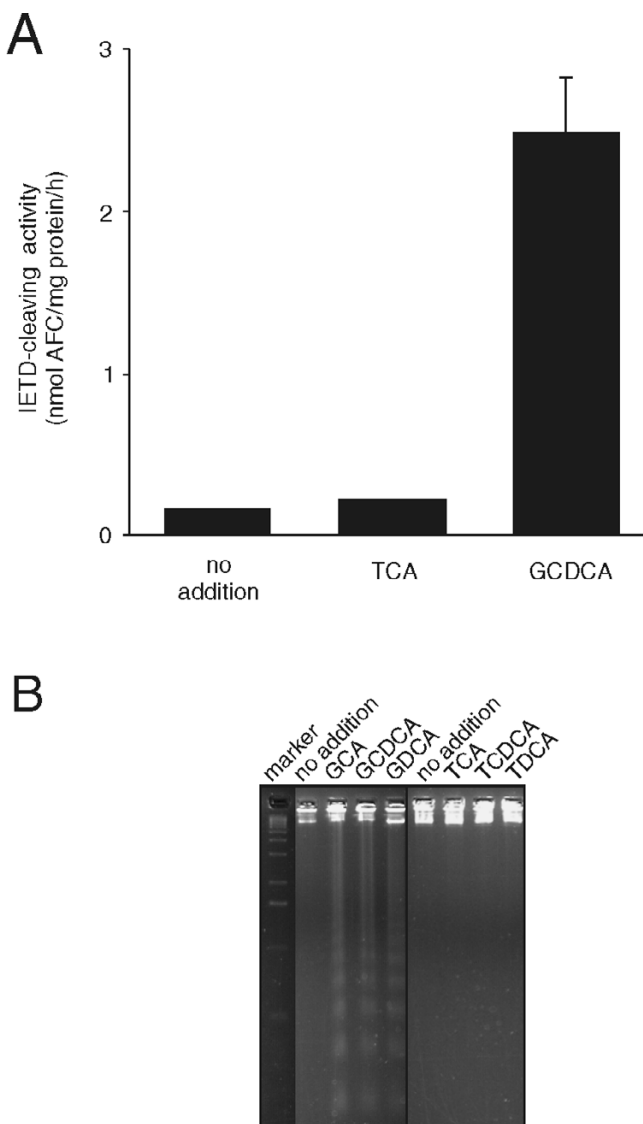 A
3
2
1
0
IETD-cleaving activity
(nmol AFC/mg protein/h)
no
addition
TCA
GCDCA
B
marker
no addition
GCA
GCDCA
GDCA
no addition
TCA
TCDCA
TDCA